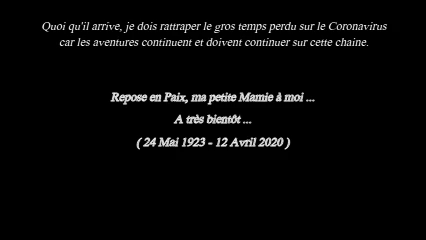 Quoi qu'il arrive, je dois rattraper le gros temps perdu sur le Coronavirus
car les aventures continuent et doivent continuer sur cette chaine.
Repose en Paix, ma petite Mamie à moi ...
A très bientôt ...
( 24 Mai 1923 - 12 Avril 2020 )